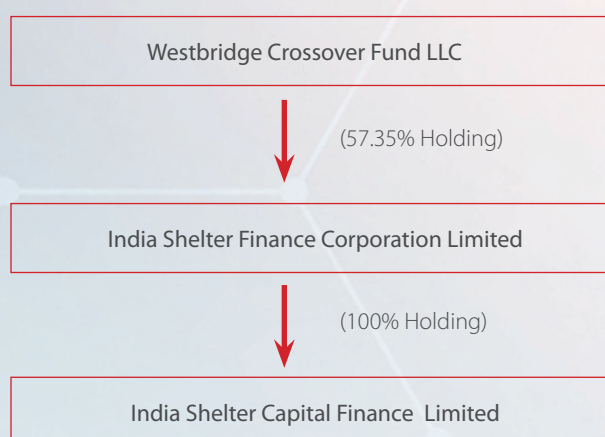 Westbridge Crossover Fund LLC
(57.35% Holding)
India Shelter Finance Corporation Limited
(100% Holding)
India Shelter Capital Finance Limited